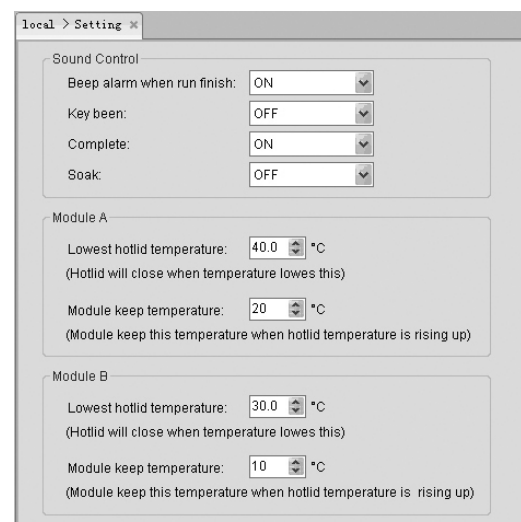 local > Setting ×
Sound Control
Beep alarm when run finish: ON
Key been: OFF
Complete: ON
Soak: OFF
Module A
Lowest hotlid temperature: 40.0 °C
(Hotlid will close when temperature lowes this)
Module keep temperature: 20 °C
(Module keep this temperature when hotlid temperature is rising up)
Module B
Lowest hotlid temperature: 30.0 °C
(Hotlid will close when temperature lowes this)
Module keep temperature: 10 °C
(Module keep this temperature when hotlid temperature is rising up)